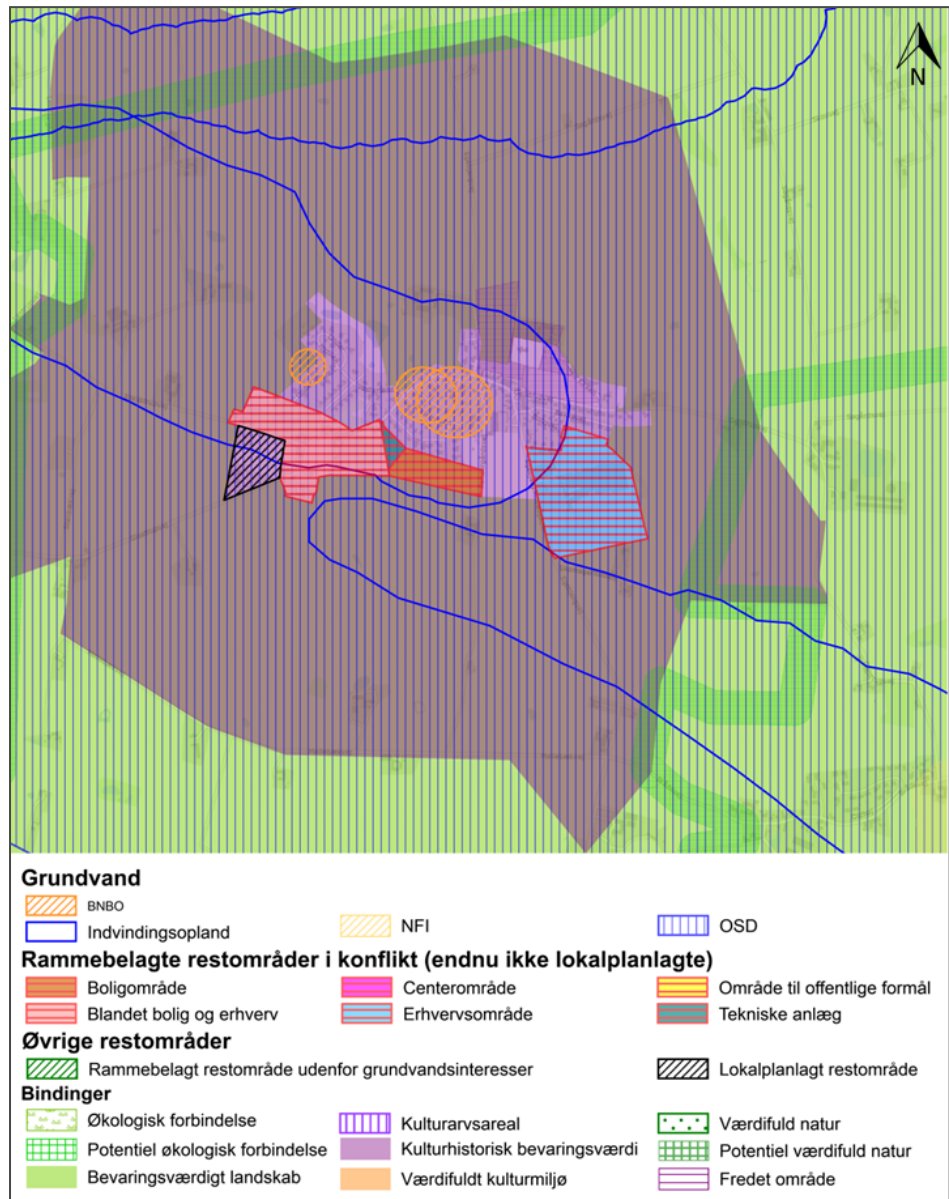 N
Grundvand
BNBO
Indvindingsopland
NFI
OSD
Rammebelagte restområder i konflikt (endnu ikke lokalplanlagte)
Boligområde
Centerområde
Område til offentlige formål
Blandet bolig og erhverv
Erhvervsområde
Tekniske anlæg
Øvrige restområder
Rammebelagt restområde udenfor grundvandsinteresser
Lokalplanlagt restområde
Bindinger
Økologisk forbindelse
Kulturarvsareal
Værdifuld natur
Potentiel økologisk forbindelse
Kulturhistorisk bevaringsværdi
Potentiel værdifuld natur
Bevaringsværdigt landskab
Værdifuldt kulturmiljø
Fredet område